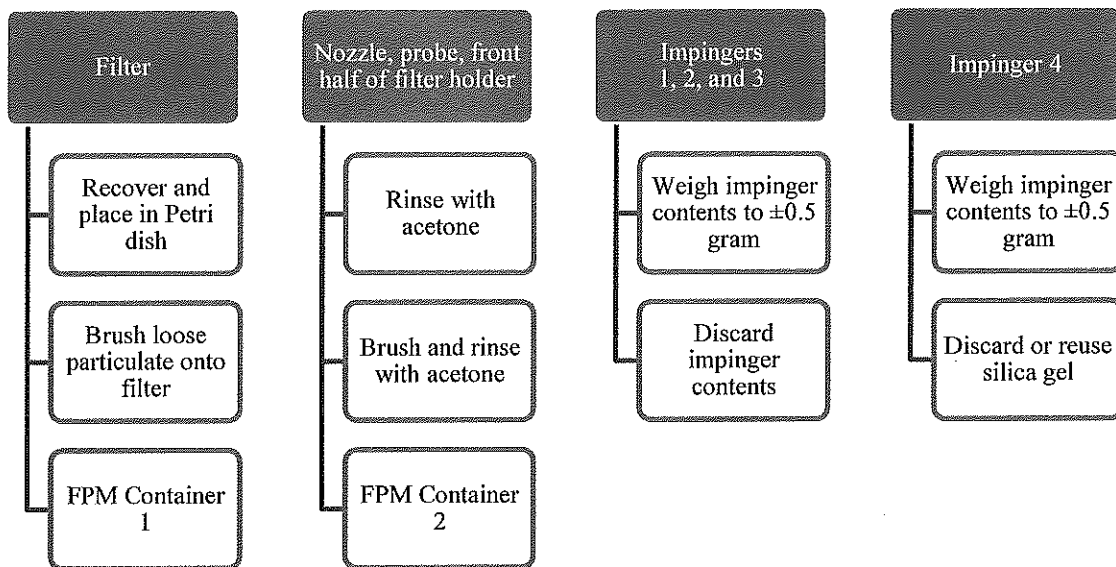 Filter
Recover and
place in Petri
dish
Brush loose
particulate onto
filter
FPM Container
1
Nozzle, probe, front
half of filter holder
Rinse with
acetone
Brush and rinse
with acetone
FPM Container
2
Impingers
1, 2, and 3
Weigh impinger
contents to ±0.5
gram
Discard
impinger
contents
Impinger 4
Weigh impinger
contents to ±0.5
gram
Discard or reuse
silica gel